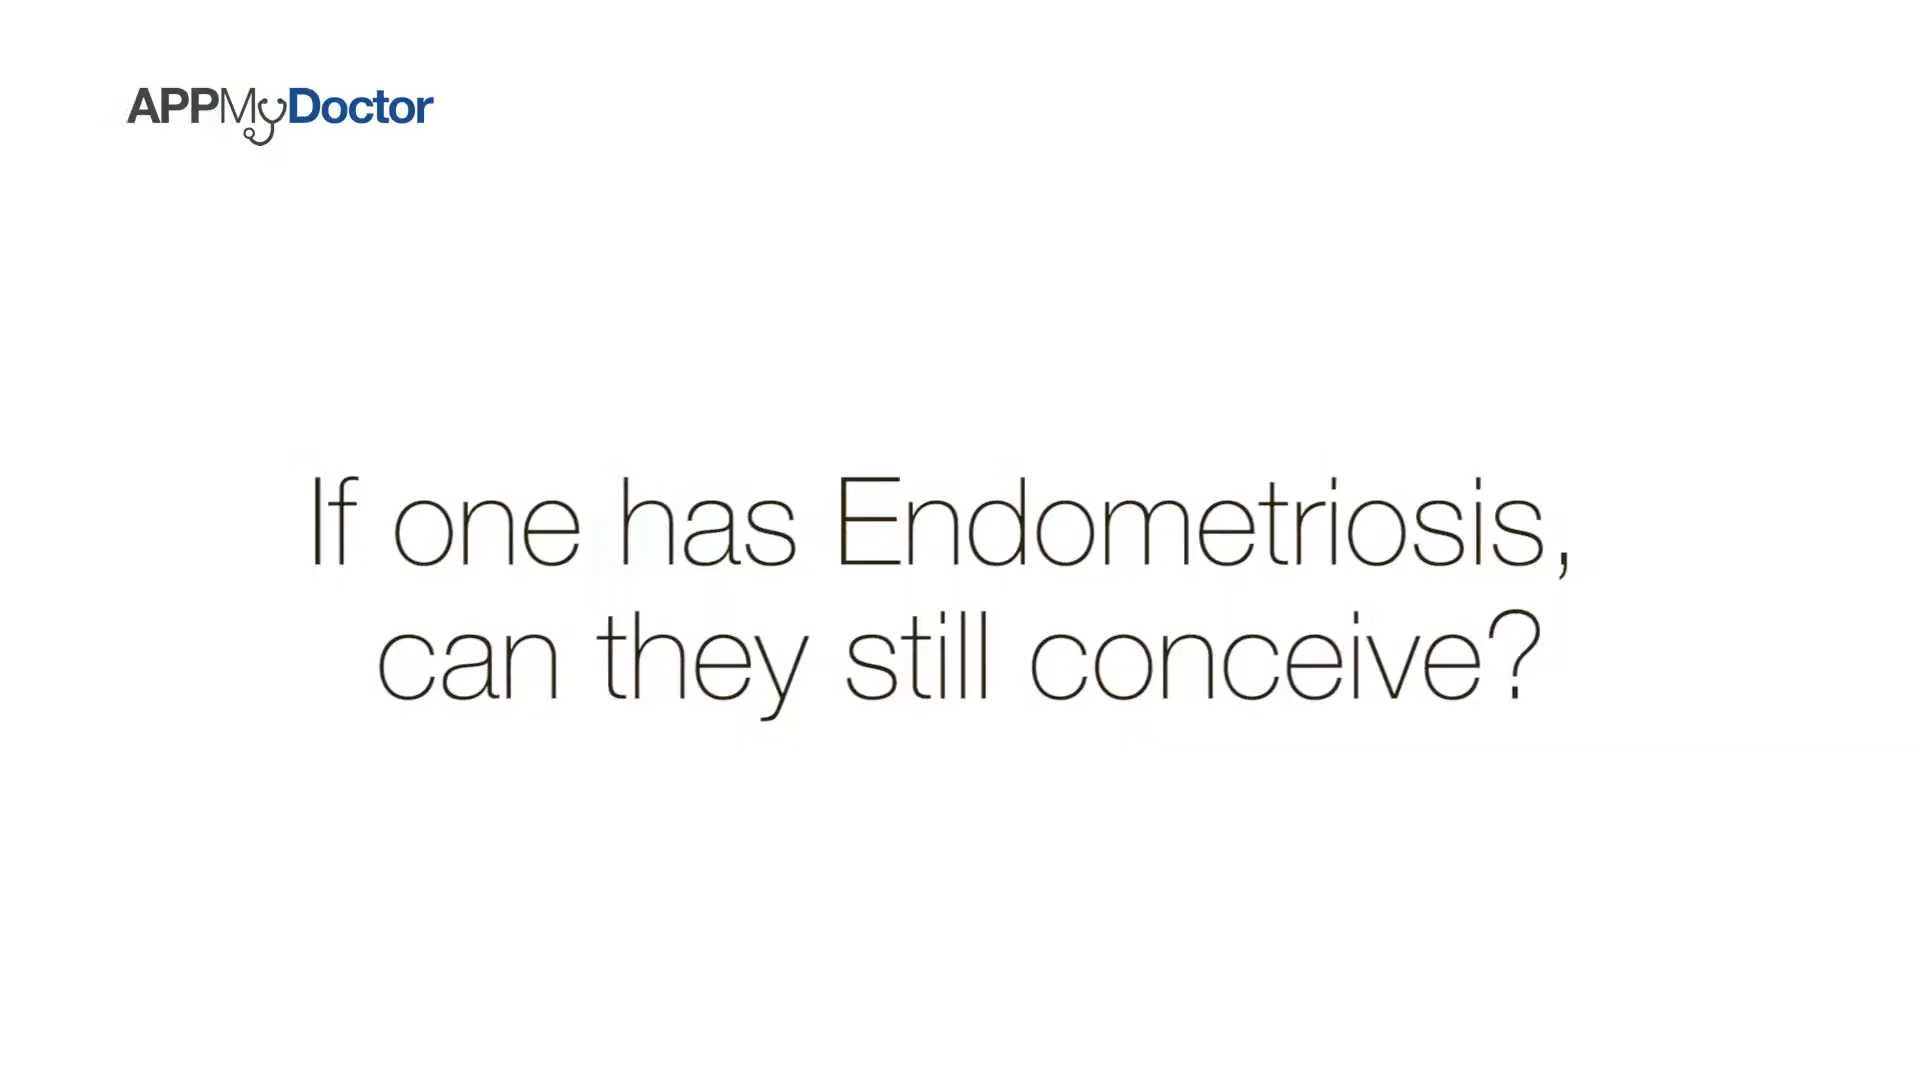 APPMyDoctor
If one has Endometriosis,
can they still conceive?